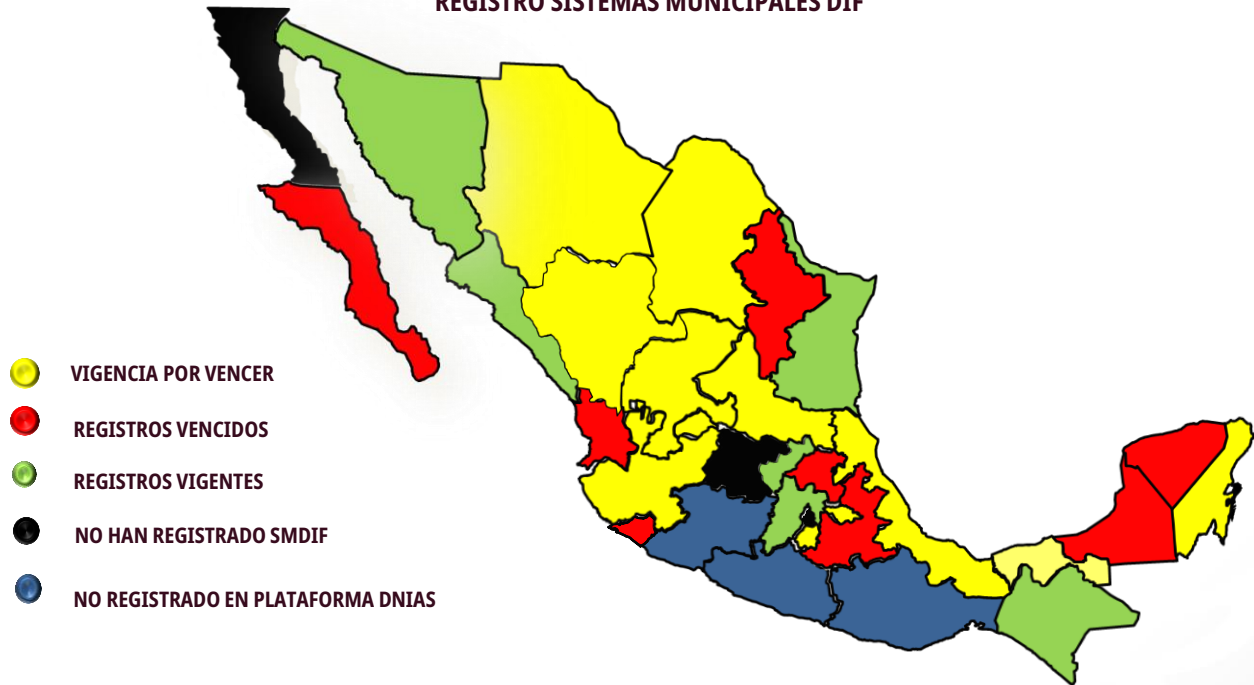 REGISTRO SISTEMAS MUNICIPALES DIF
VIGENCIA POR VENCER
REGISTROS VENCIDOS
REGISTROS VIGENTES
NO HAN REGISTRADO SMDIF
NO REGISTRADO EN PLATAFORMA DNIAS